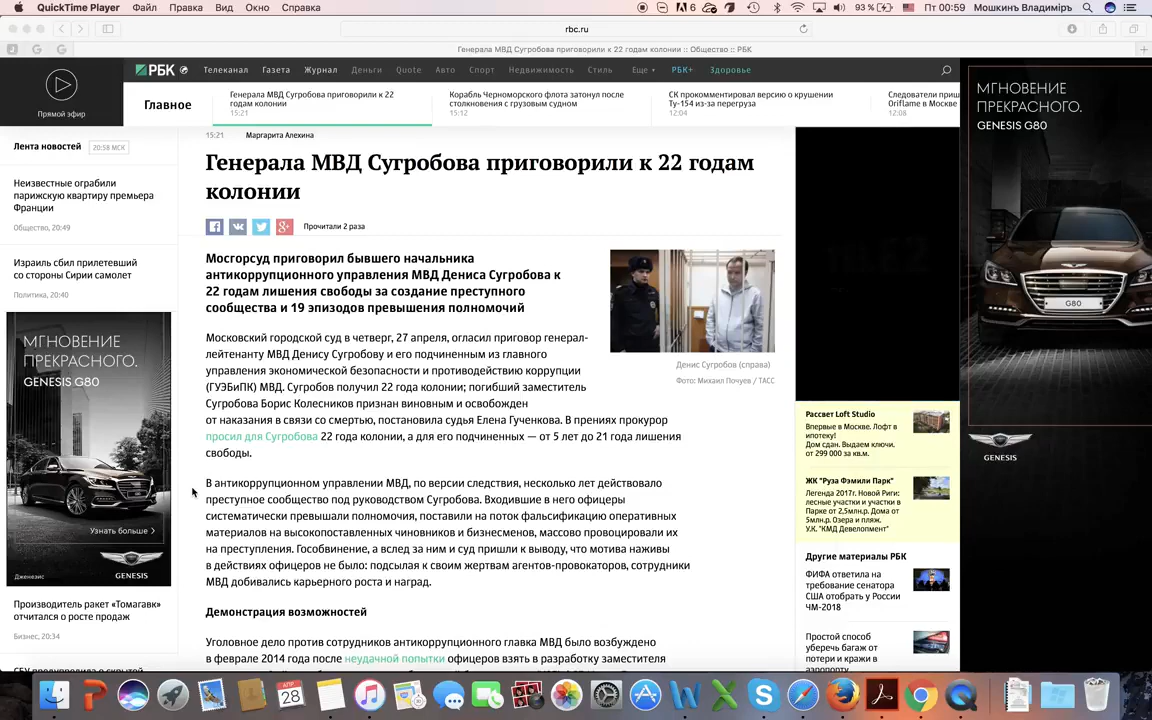 QuickTime Player Файл Правка Вид Окно Справка
6 93 % Пт 00:59 Мошкинъ Владиміръ
rbc.ru
Генерала МВД Сугробова приговорили к 22 годам колонии :: Общество :: РБК
РБК Телеканал Газета Журнал Деньги Quote Авто Спорт Недвижимость Стиль Еще РБК+ Здоровье
Прямой эфир
Главное
Генерала МВД Сугробова приговорили к 22
годам колонии
15:21
Корабль Черноморского флота затонул после
столкновения с грузовым судном
15:12
СК прокомментировал версию о крушении
Ту-154 из-за перегруза
12:04
Следователи приш
Oriflame в Москве
12:08
Лента новостей 20:58 МСК
Неизвестные ограбили
парижскую квартиру премьера
Франции
Общество, 20:49
Израиль сбил прилетевший
со стороны Сирии самолет
Политика, 20:40
МГНОВЕНИЕ
ПРЕКРАСНОГО.
GENESIS G80
Узнать больше
Дженезис
GENESIS
Производитель ракет «Томагавк»
отчитался о росте продаж
Бизнес, 20:34
СБУ предупредила о скрытой
15:21 Маргарита Алехина
Генерала МВД Сугробова приговорили к 22 годам
колонии
Прочитали 2 раза
Мосгорсуд приговорил бывшего начальника
антикоррупционного управления МВД Дениса Сугробова к
22 годам лишения свободы за создание преступного
сообщества и 19 эпизодов превышения полномочий
Денис Сугробов (справа)
Фото: Михаил Почуев / ТАСС
Московский городской суд в четверг, 27 апреля, огласил приговор генерал-
лейтенанту МВД Денису Сугробову и его подчиненным из главного
управления экономической безопасности и противодействию коррупции
(ГУЭБиПК) МВД. Сугробов получил 22 года колонии; погибший заместитель
Сугробова Борис Колесников признан виновным и освобожден
от наказания в связи со смертью, постановила судья Елена Гученкова. В прениях прокурор
просил для Сугробова 22 года колонии, а для его подчиненных — от 5 лет до 21 года лишения
свободы.
В антикоррупционном управлении МВД, по версии следствия, несколько лет действовало
преступное сообщество под руководством Сугробова. Входившие в него офицеры
систематически превышали полномочия, поставили на поток фальсификацию оперативных
материалов на высокопоставленных чиновников и бизнесменов, массово провоцировали их
на преступления. Гособвинение, а вслед за ним и суд пришли к выводу, что мотива наживы
в действиях офицеров не было: подсылая к своим жертвам агентов-провокаторов, сотрудники
МВД добивались карьерного роста и наград.
Демонстрация возможностей
Уголовное дело против сотрудников антикоррупционного главка МВД было возбуждено
в феврале 2014 года после неудачной попытки офицеров взять в разработку заместителя
Рассвет Loft Studio
Впервые в Москве. Лофт в
ипотеку!
Дом сдан. Выдаем ключи.
от 299 000 за кв.м.
ЖК "Руза Фэмили Парк"
Легенда 2017г. Новой Риги:
лесные участки и участки в
Парке от 2,5млн.р. Дома от
5млн.р. Озера и пляж.
У.К. "КМД Девелопмент"
Другие материалы РБК
ФИФА ответила на
требование сенатора
США отобрать у России
ЧМ-2018
Простой способ
уберечь багаж от
потери и кражи в
аэропорту
МГНОВЕНИЕ
ПРЕКРАСНОГО.
GENESIS G80
G80
GENESIS
АПР.
28